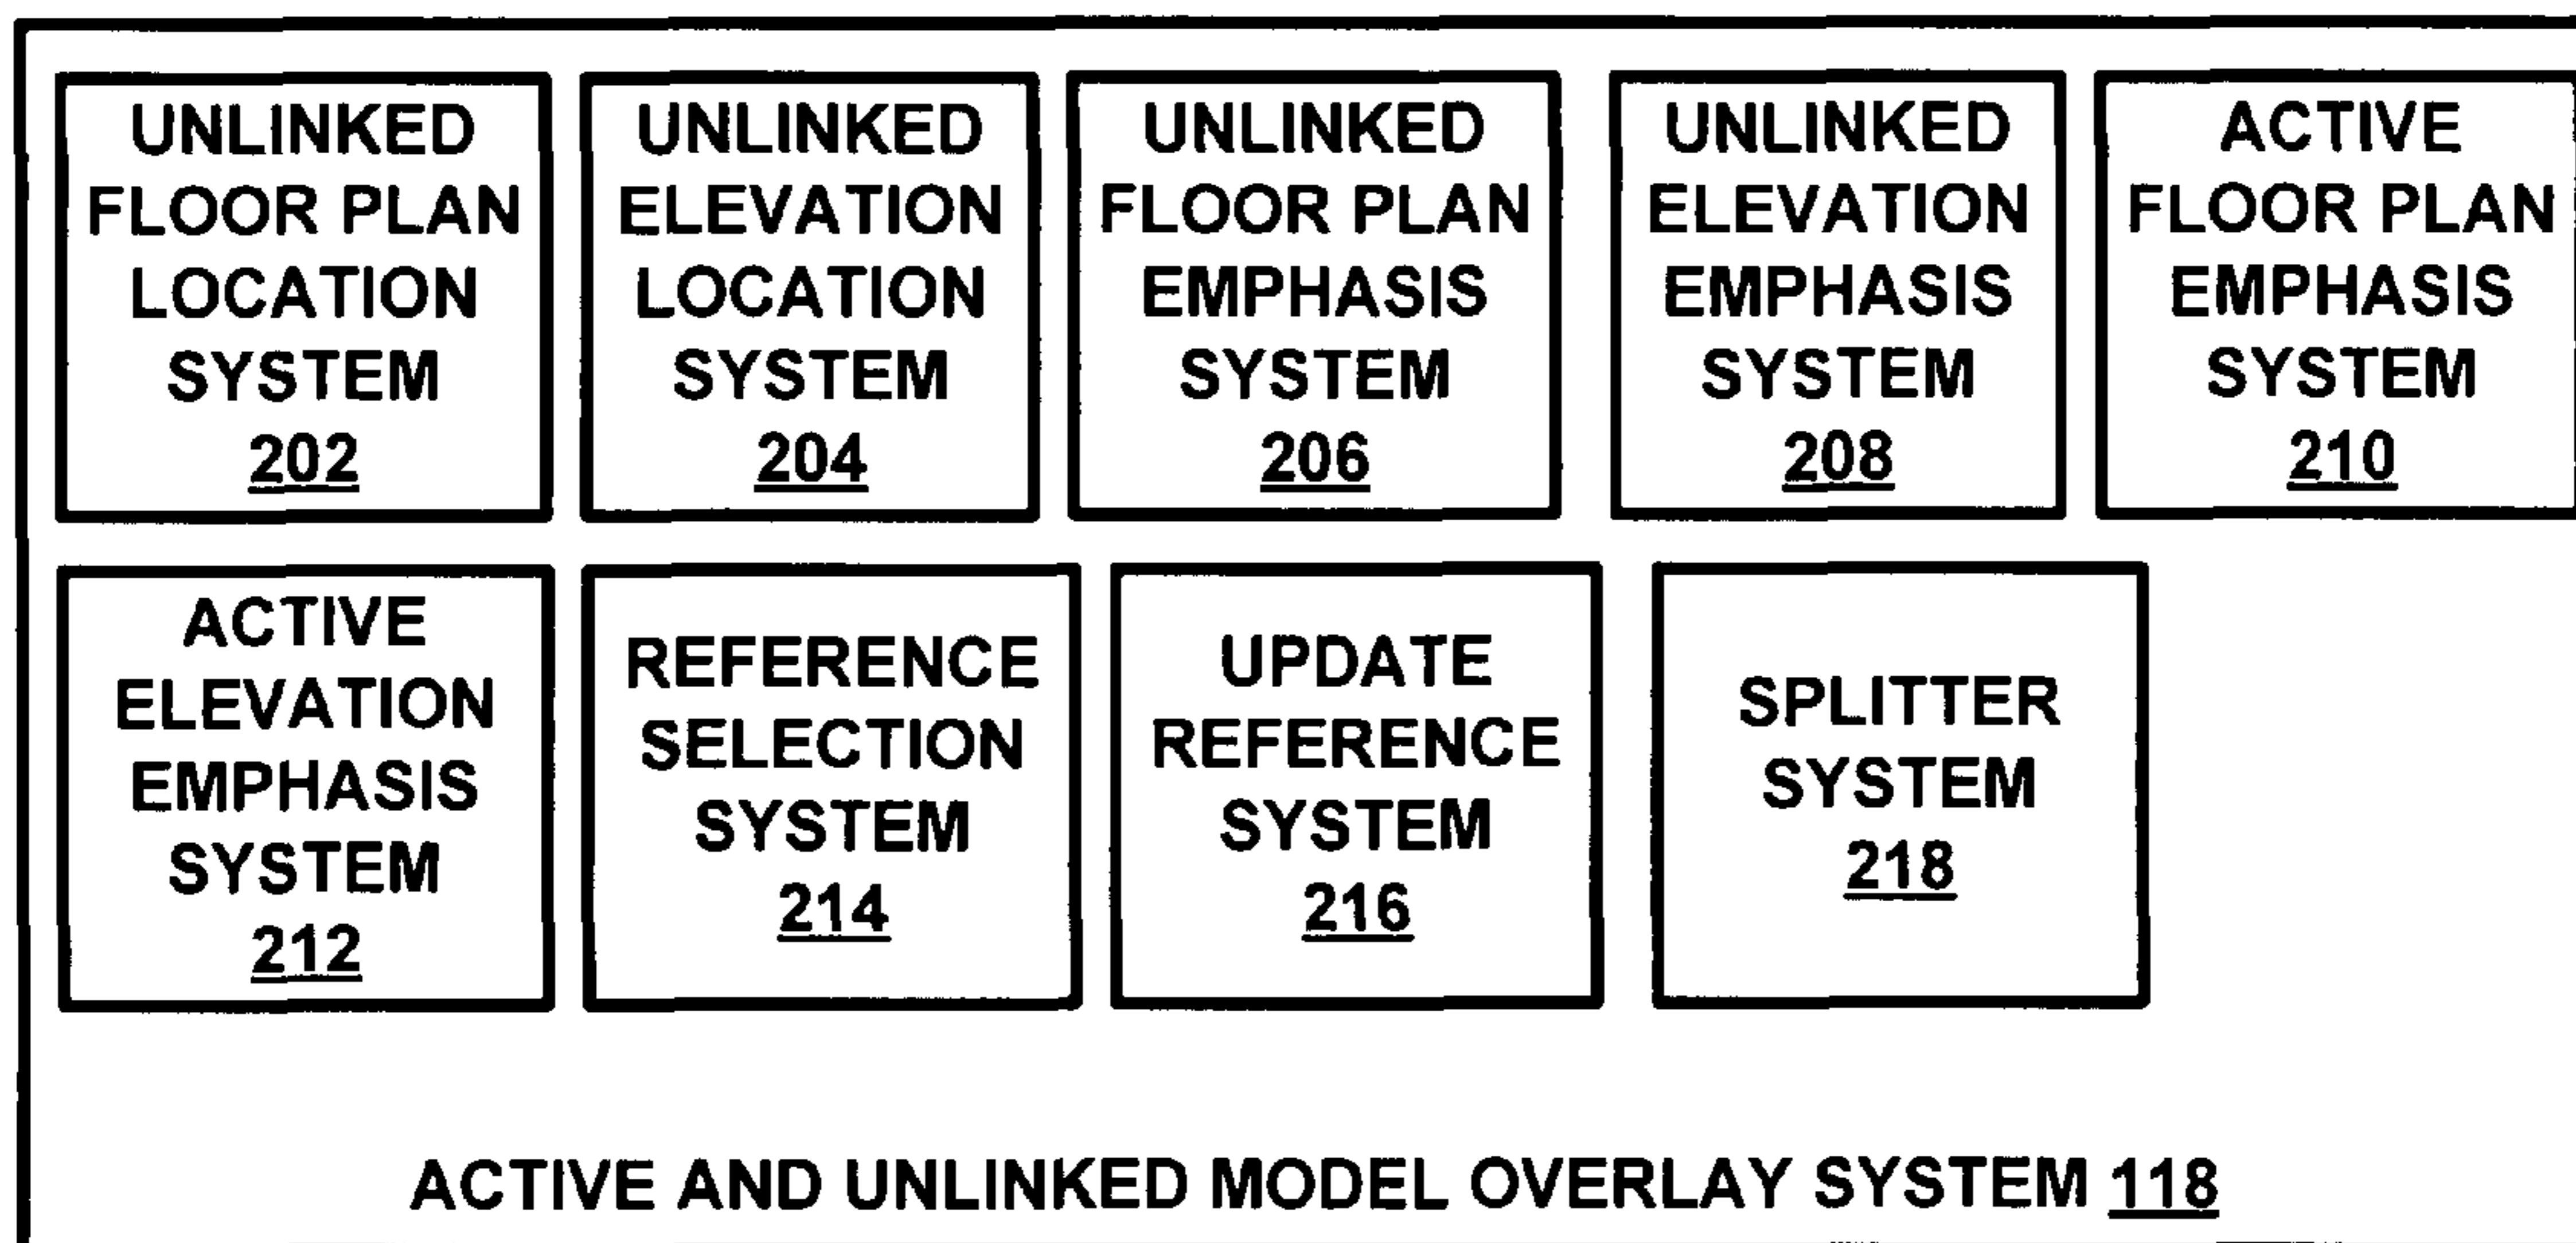 UNLINKED
FLOOR PLAN
LOCATION
SYSTEM
202
UNLINKED
ELEVATION
LOCATION
SYSTEM
204
UNLINKED
FLOOR PLAN
EMPHASIS
SYSTEM
206
UNLINKED
ELEVATION
EMPHASIS
SYSTEM
208
ACTIVE
FLOOR PLAN
EMPHASIS
SYSTEM
210
ACTIVE
ELEVATION
EMPHASIS
SYSTEM
212
REFERENCE
SELECTION
SYSTEM
214
UPDATE
REFERENCE
SYSTEM
216
SPLITTER
SYSTEM
218
ACTIVE AND UNLINKED MODEL OVERLAY SYSTEM 118